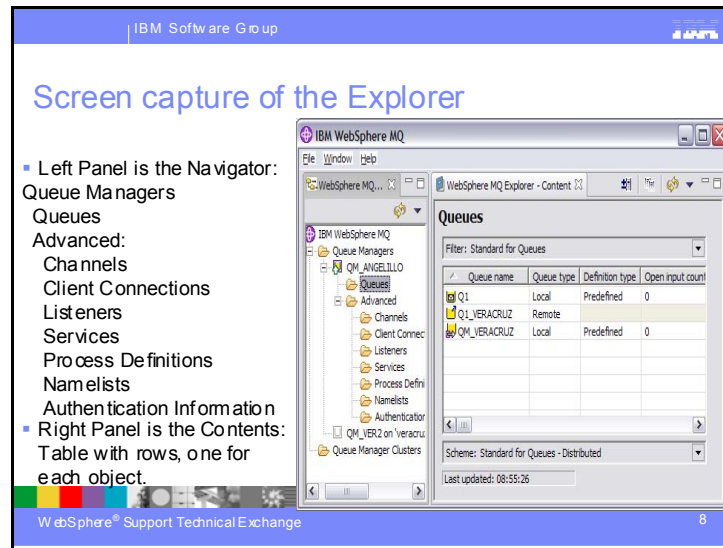 IBM Software Group
IBM
Screen capture of the Explorer
Left Panel is the Navigator:
Queue Managers
Queues
Advanced:
Channels
Client Connections
Listeners
Services
Process Definitions
Namelists
Authentication Information
Right Panel is the Contents:
Table with rows, one for
each object.
IBM WebSphere MQ
File Window Help
WebSphere MQ...
IBM WebSphere MQ
Queue Managers
QM_ANGELILLO
Queues
Advanced
Channels
Client Connec
Listeners
Services
Process Defini
Namelists
Authentication
QM_VER2 on 'veracru
Queue Manager Clusters
WebSphere MQ Explorer - Content
Queues
Filter: Standard for Queues
Queue name Queue type Definition type Open input count
Q1 Local Predefined 0
Q1_VERACRUZ Remote
QM_VERACRUZ Local Predefined 0
Scheme: Standard for Queues - Distributed
Last updated: 08:55:26
WebSphere® Support Technical Exchange
8